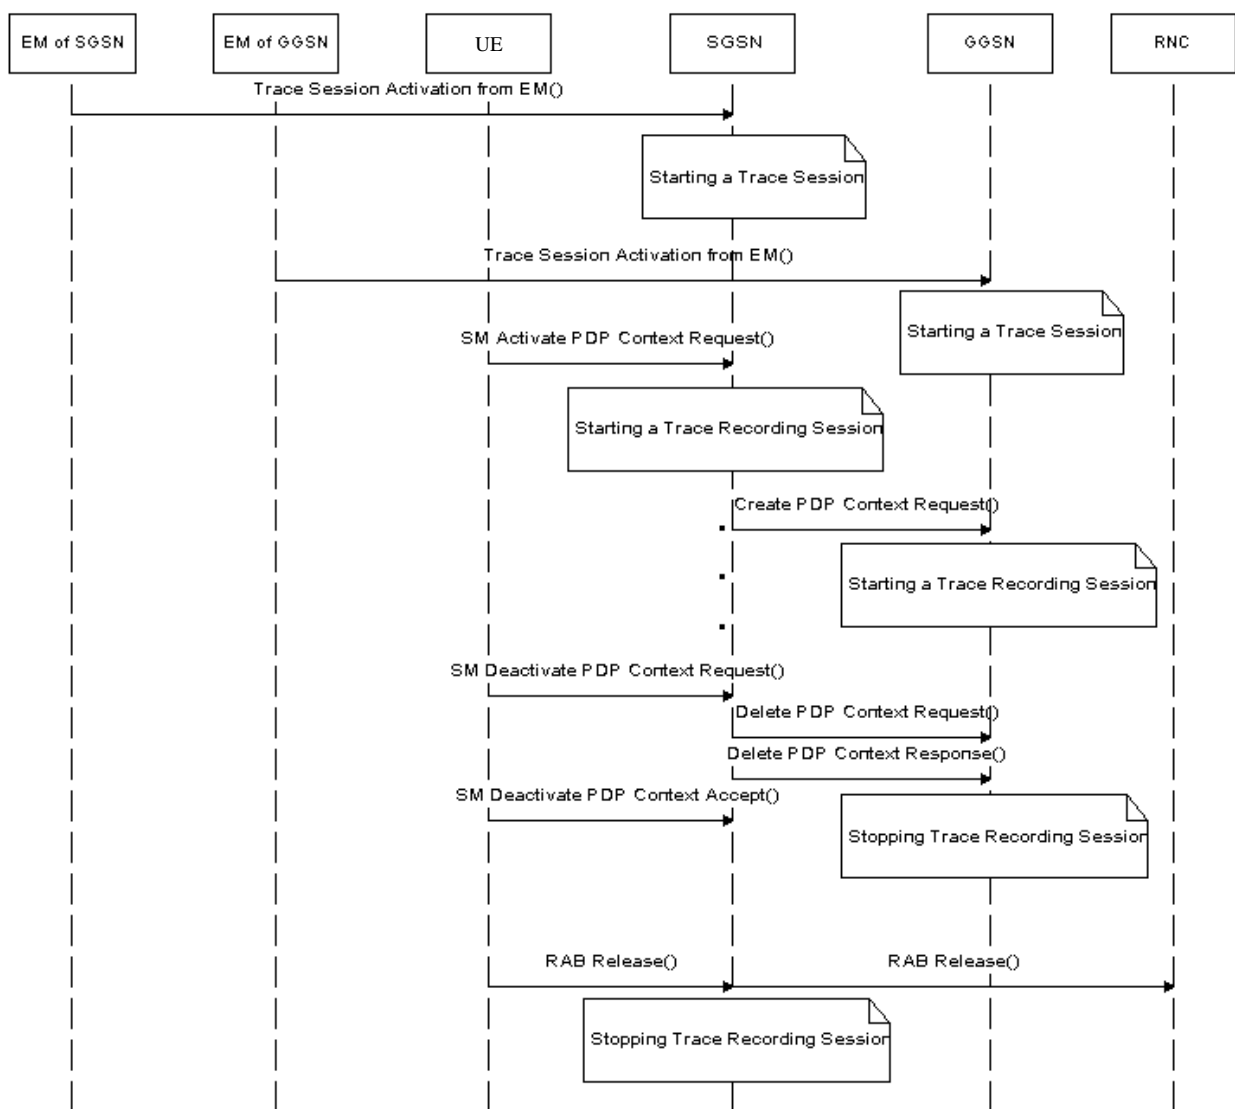 EM of SGSN
EM of GGSN
UE
SGSN
GGSN
RNC
Trace Session Activation from EM()
Starting a Trace Session
Trace Session Activation from EM()
Starting a Trace Session
SM Activate PDP Context Request()
Starting a Trace Recording Session
Create PDP Context Request()
Starting a Trace Recording Session
SM Deactivate PDP Context Request()
Delete PDP Context Request()
Delete PDP Context Response()
SM Deactivate PDP Context Accept()
Stopping Trace Recording Session
RAB Release()
RAB Release()
Stopping Trace Recording Session